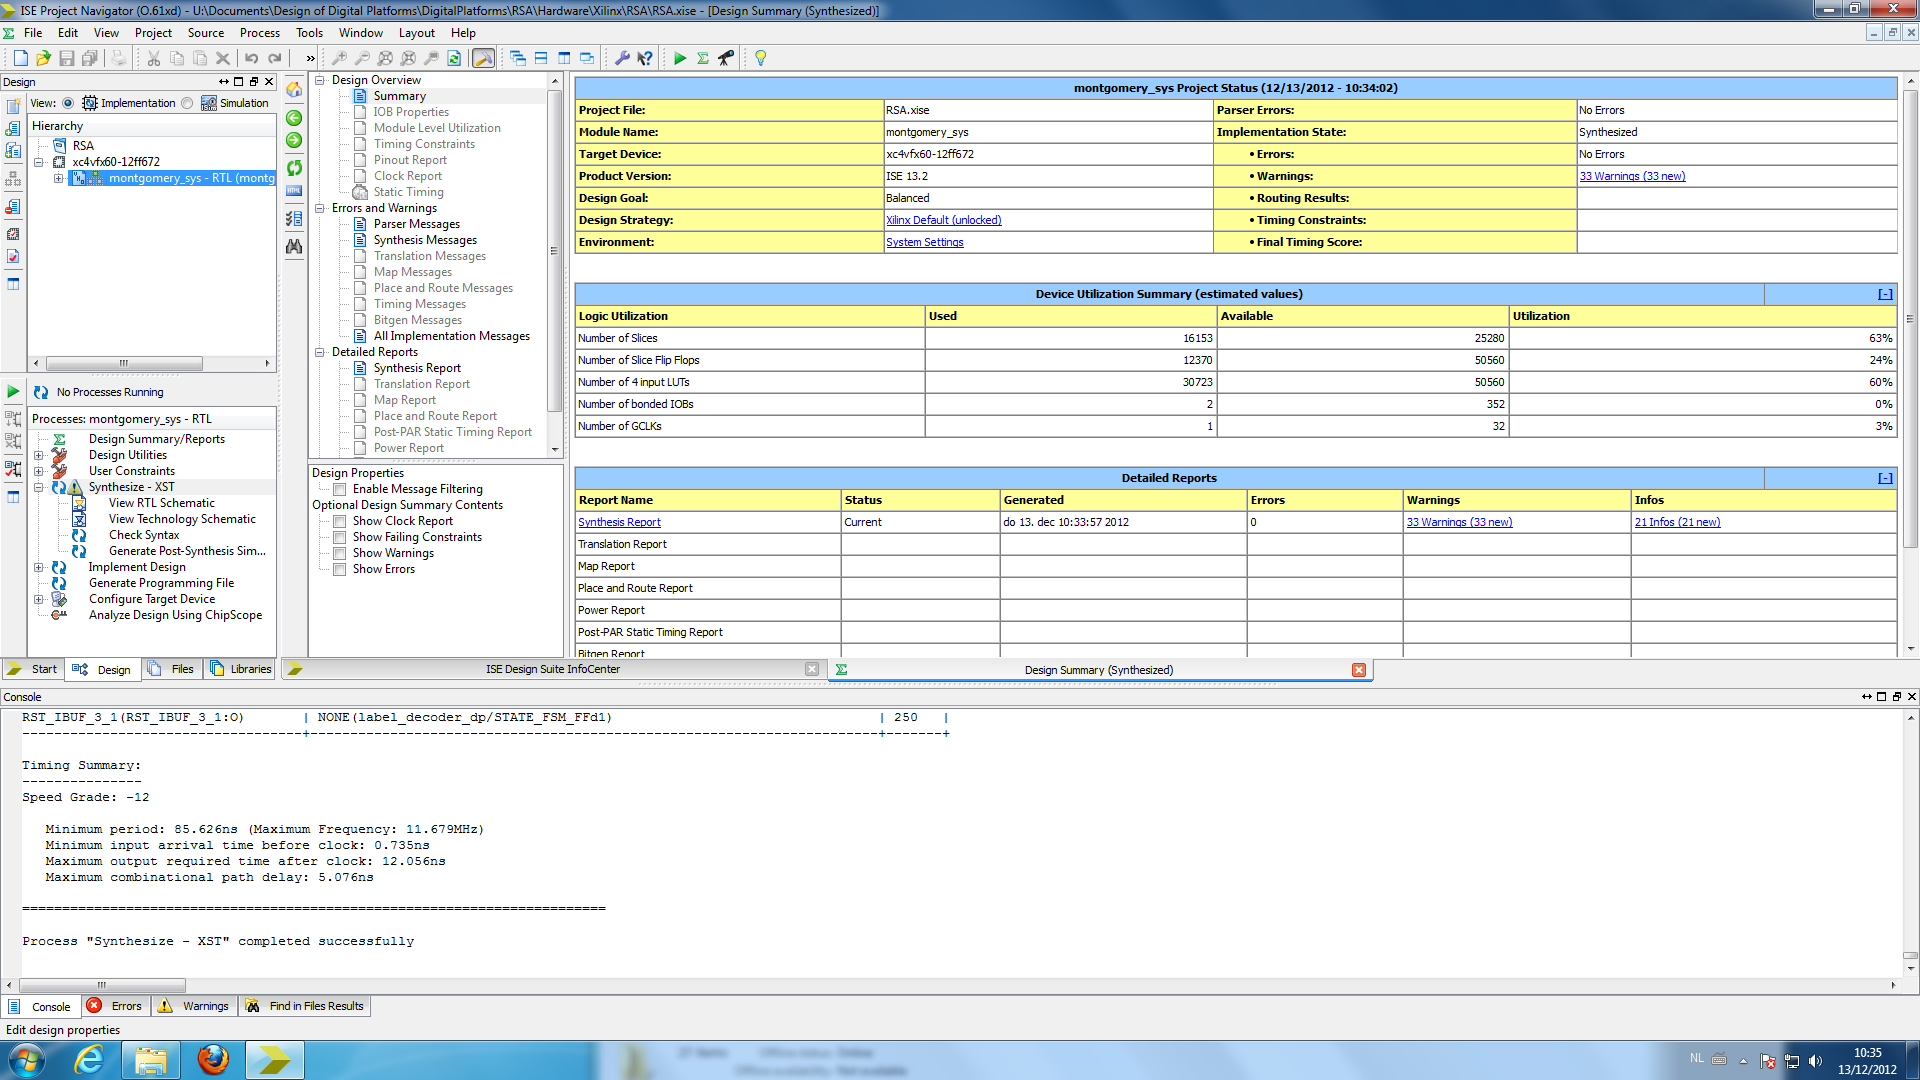 ISE Project Navigator (O.61xd) - U:\Documents\Design of Digital Platforms\DigitalPlatforms\RSA\Hardware\Xilinx\RSA\RSA.xise - [Design Summary (Synthesized)]
File Edit View Project Source Process Tools Window Layout Help
Design
View: Implementation Simulation
Hierarchy
RSA
xc4vfx60-12ff672
montgomery_sys - RTL (montg
No Processes Running
Processes: montgomery_sys - RTL
Design Summary/Reports
Design Utilities
User Constraints
Synthesize - XST
View RTL Schematic
View Technology Schematic
Check Syntax
Generate Post-Synthesis Sim...
Implement Design
Generate Programming File
Configure Target Device
Analyze Design Using ChipScope
Start Design Files Libraries
Design Overview
Summary
IOB Properties
Module Level Utilization
Timing Constraints
Pinout Report
Clock Report
Static Timing
Errors and Warnings
Parser Messages
Synthesis Messages
Translation Messages
Map Messages
Place and Route Messages
Timing Messages
Bitgen Messages
All Implementation Messages
Detailed Reports
Synthesis Report
Translation Report
Map Report
Place and Route Report
Post-PAR Static Timing Report
Power Report
Design Properties
Enable Message Filtering
Optional Design Summary Contents
Show Clock Report
Show Failing Constraints
Show Warnings
Show Errors
montgomery_sys Project Status (12/13/2012 - 10:34:02)
Project File: RSA.xise Parser Errors: No Errors
Module Name: montgomery_sys Implementation State: Synthesized
Target Device: xc4vfx60-12ff672 • Errors: No Errors
Product Version: ISE 13.2 • Warnings: 33 Warnings (33 new)
Design Goal: Balanced • Routing Results:
Design Strategy: Xilinx Default (unlocked) • Timing Constraints:
Environment: System Settings • Final Timing Score:
Device Utilization Summary (estimated values) [-]
Logic Utilization Used Available Utilization
Number of Slices 16153 25280 63%
Number of Slice Flip Flops 12370 50560 24%
Number of 4 input LUTs 30723 50560 60%
Number of bonded IOBs 2 352 0%
Number of GCLKs 1 32 3%
Detailed Reports [-]
Report Name Status Generated Errors Warnings Infos
Synthesis Report Current do 13. dec 10:33:57 2012 0 33 Warnings (33 new) 21 Infos (21 new)
Translation Report
Map Report
Place and Route Report
Power Report
Post-PAR Static Timing Report
Bitgen Report
ISE Design Suite InfoCenter Design Summary (Synthesized)
Console
RST_IBUF_3_1(RST_IBUF_3_1:O) | NONE(label_decoder_dp/STATE_FSM_FFd1) | 250 |
-----------------------------------+------------------------------------------------------------------------+-------+
Timing Summary:
---------------
Speed Grade: -12
Minimum period: 85.626ns (Maximum Frequency: 11.679MHz)
Minimum input arrival time before clock: 0.735ns
Maximum output required time after clock: 12.056ns
Maximum combinational path delay: 5.076ns
=========================================================================
Process "Synthesize - XST" completed successfully
Console Errors Warnings Find in Files Results
Edit design properties
NL
10:35
13/12/2012